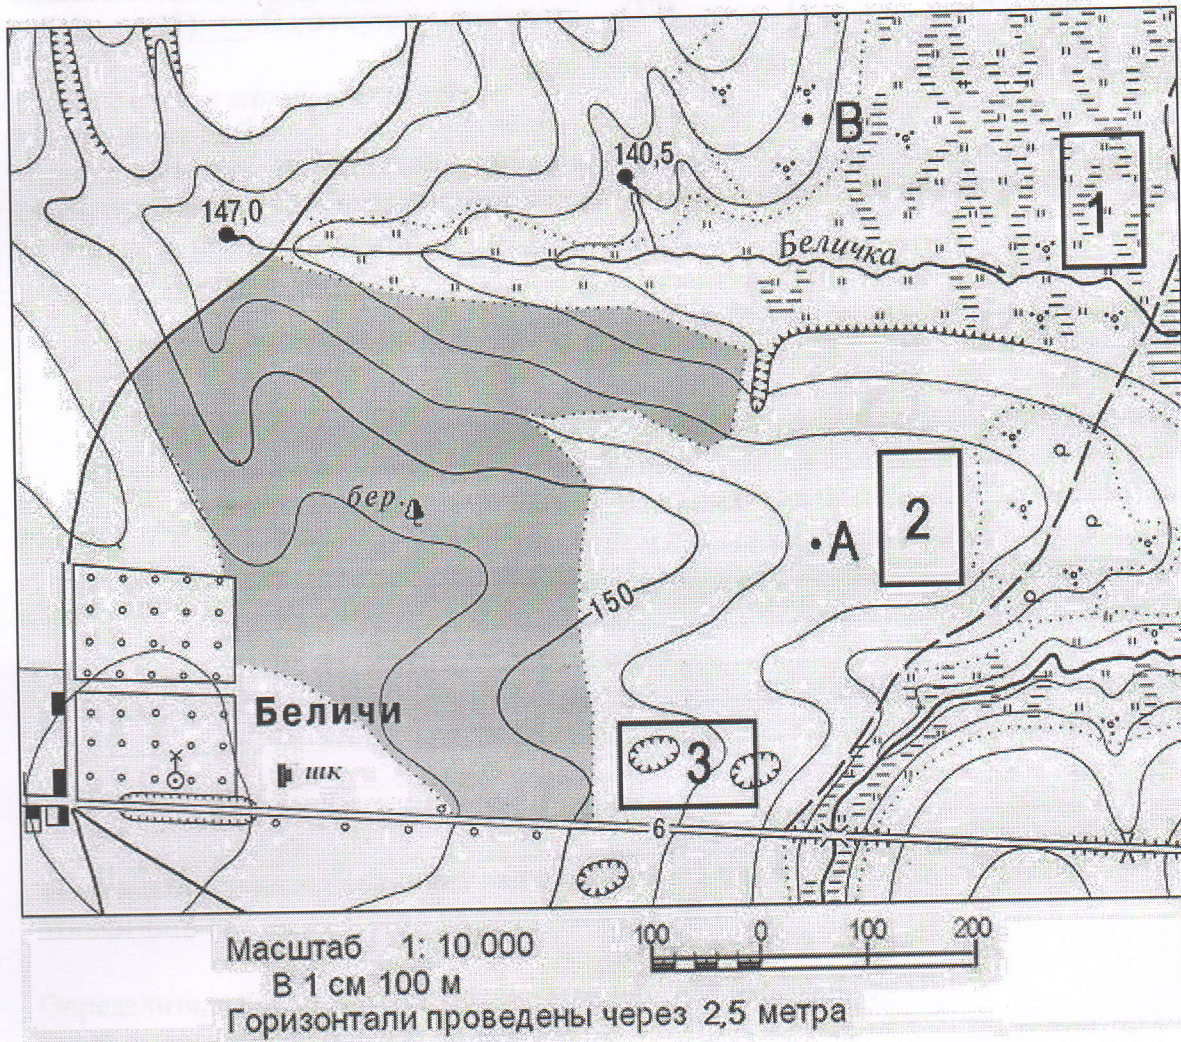 В
140,5
1
147,0
Беличка
бер.
2
А
150
Беличи
3
шк
6
Масштаб 1: 10 000
100 0 100 200
В 1 см 100 м
Горизонтали проведены через 2,5 метра